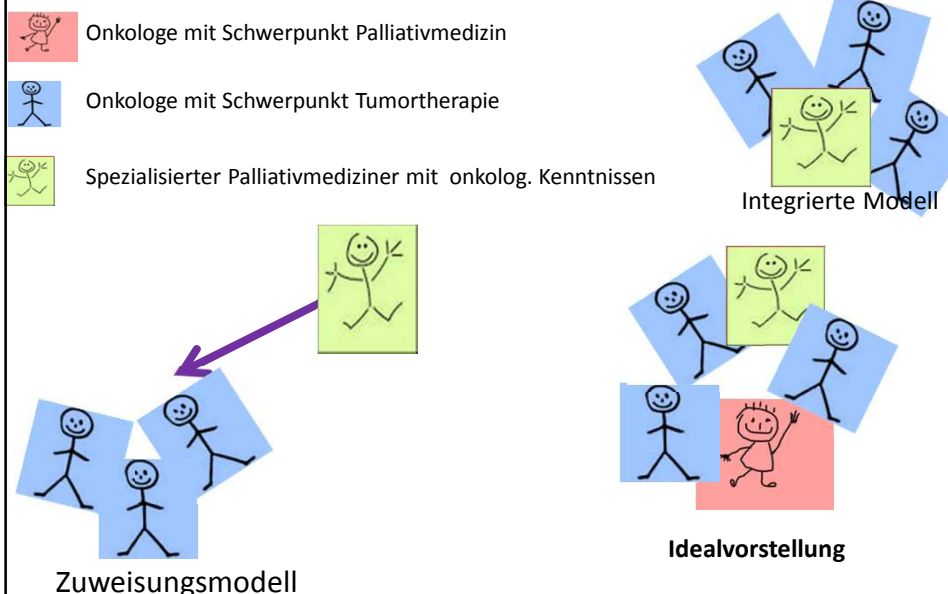 Onkologe mit Schwerpunkt Palliativmedizin
Onkologe mit Schwerpunkt Tumortherapie
Spezialisierter Palliativmediziner mit onkolog. Kenntnissen
Integrierte Modell
Idealvorstellung
Zuweisungsmodell